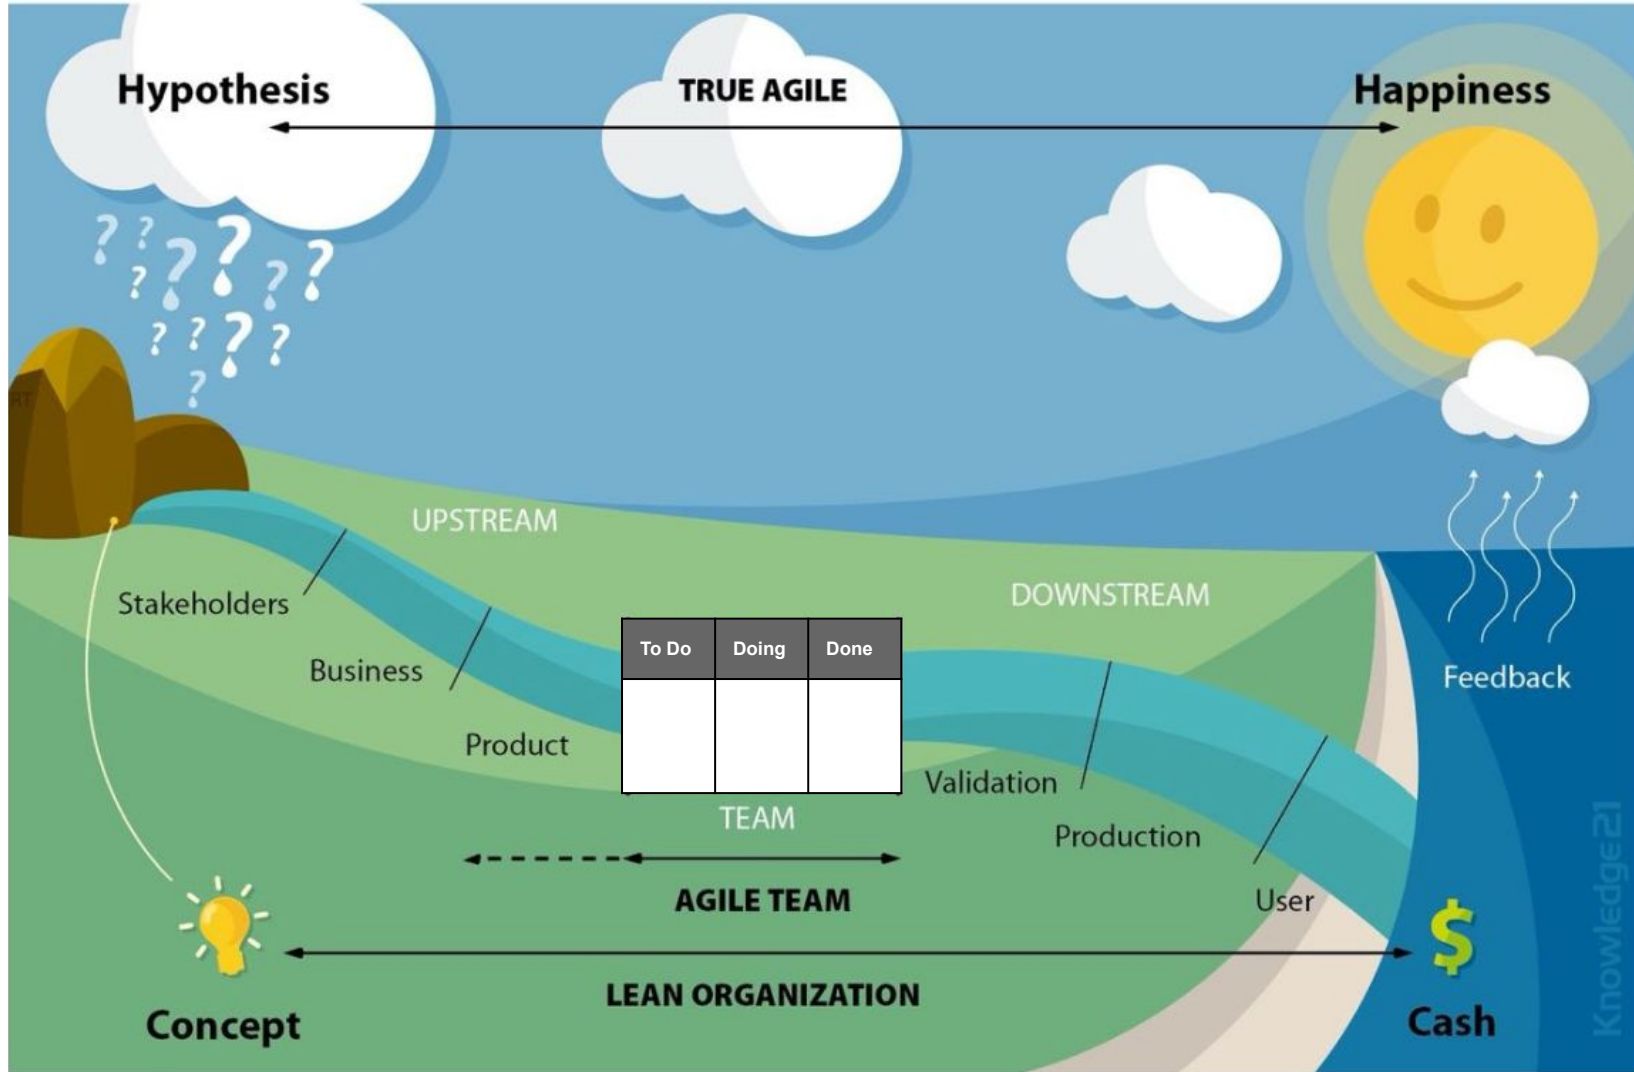 Hypothesis
TRUE AGILE
Happiness
? ? ? ? ? ? ? ? ? ? ? ?
RT
UPSTREAM
DOWNSTREAM
Stakeholders
Business
Product
To Do
Doing
Done
Validation
Production
User
Feedback
TEAM
AGILE TEAM
LEAN ORGANIZATION
Concept
$
Cash
Knowledge21